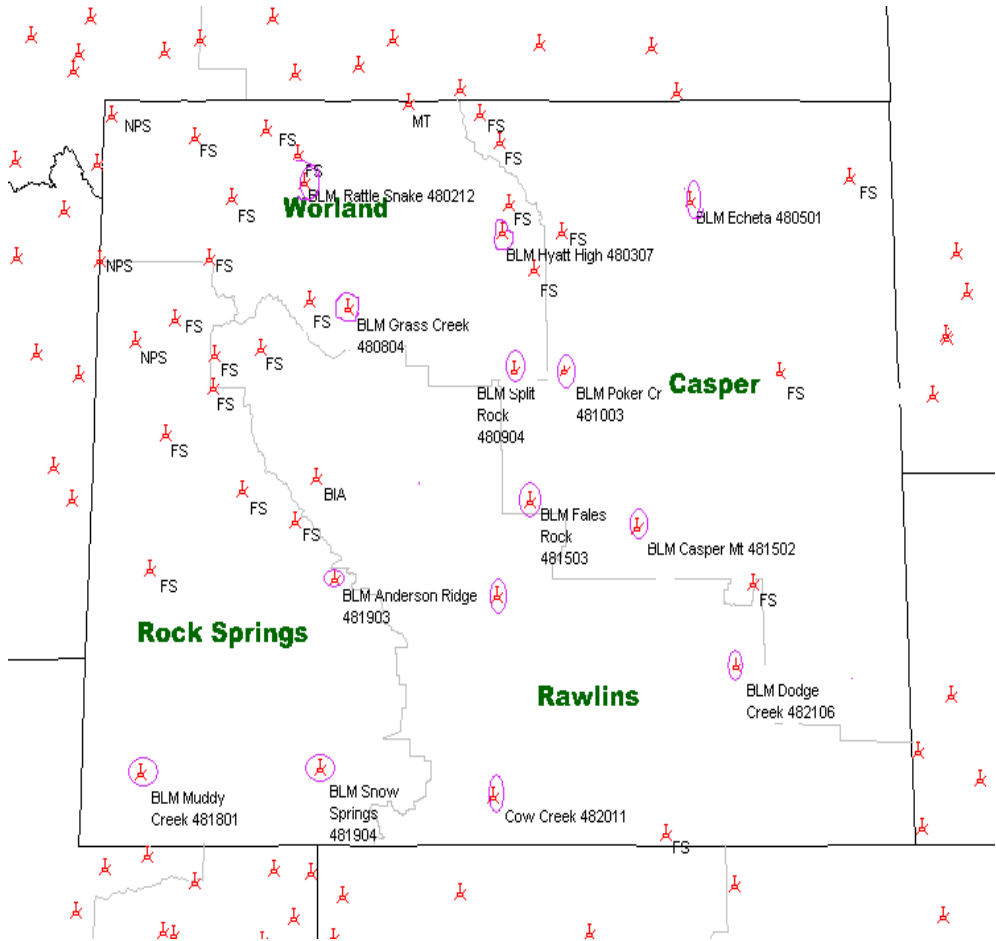 MT
NPS
FS
FS
FS
FS
FS
FS
BLM Rattle Snake 480212
FS
Worland
FS
FS
BLM Echeta 480501
FS
BLM Hyatt High 480307
NPS
FS
FS
FS
BLM Grass Creek
480804
FS
NPS
FS
FS
FS
BLM Split
Rock
480904
BLM Poker Cr
481003
Casper
FS
FS
BIA
FS
FS
BLM Fales
Rock
481503
BLM Casper Mt 481502
FS
BLM Anderson Ridge
481903
FS
Rock Springs
Rawlins
BLM Dodge
Creek 482106
BLM Muddy
Creek 481801
BLM Snow
Springs
481904
Cow Creek 482011
FS